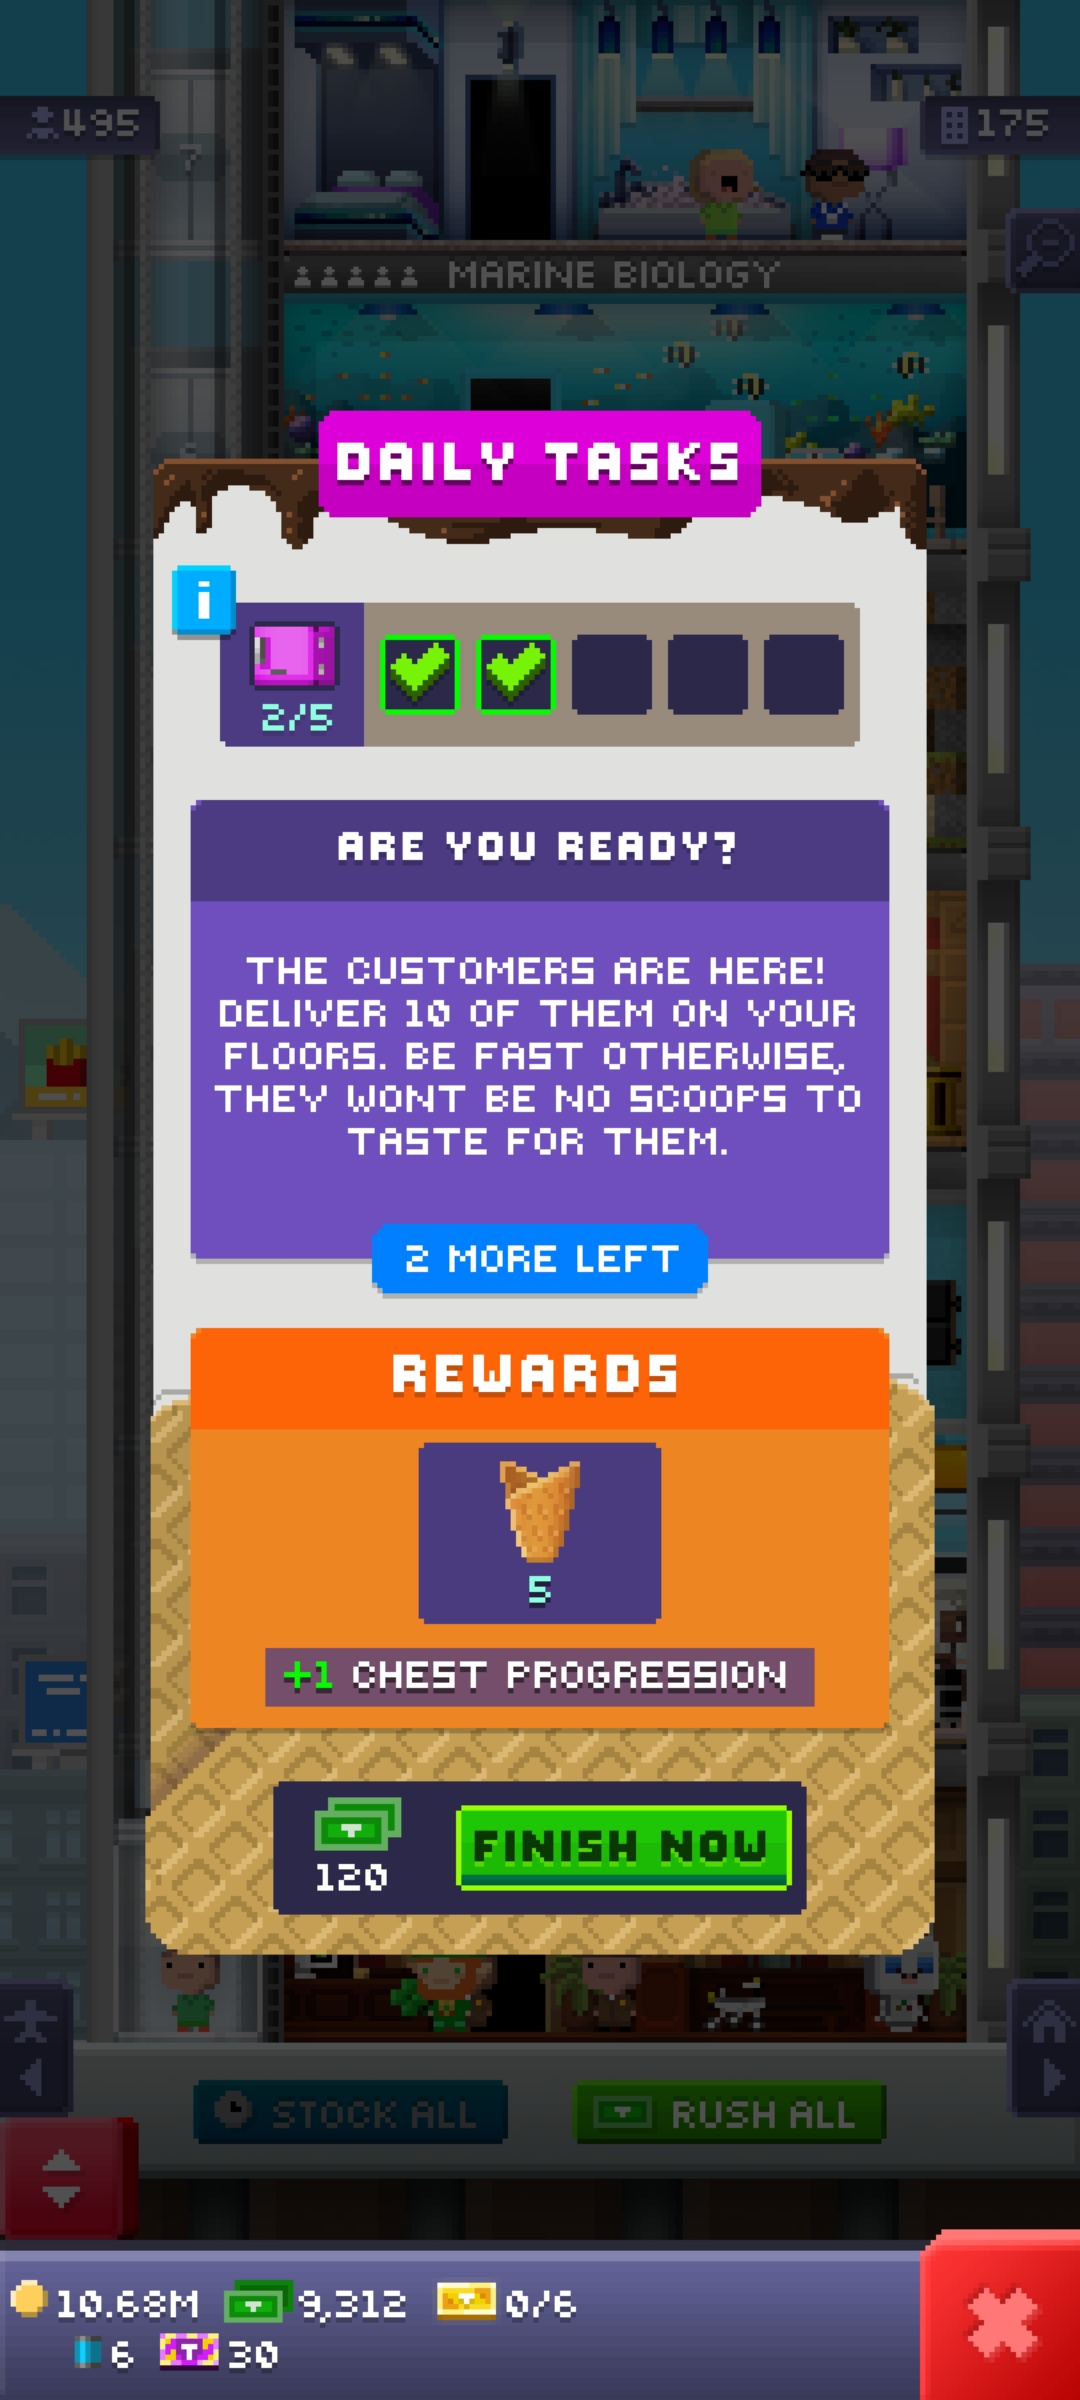 495
175
?
MARINE BIOLOGY
DAILY TASKS
i
2/5
ARE YOU READY?
THE CUSTOMERS ARE HERE!
DELIVER 10 OF THEM ON YOUR
FLOORS. BE FAST OTHERWISE,
THEY WONT BE NO SCOOPS TO
TASTE FOR THEM.
2 MORE LEFT
REWARDS
5
+1 CHEST PROGRESSION
120
FINISH NOW
STOCK ALL
RUSH ALL
10.68M 9,312 0/6
6 30